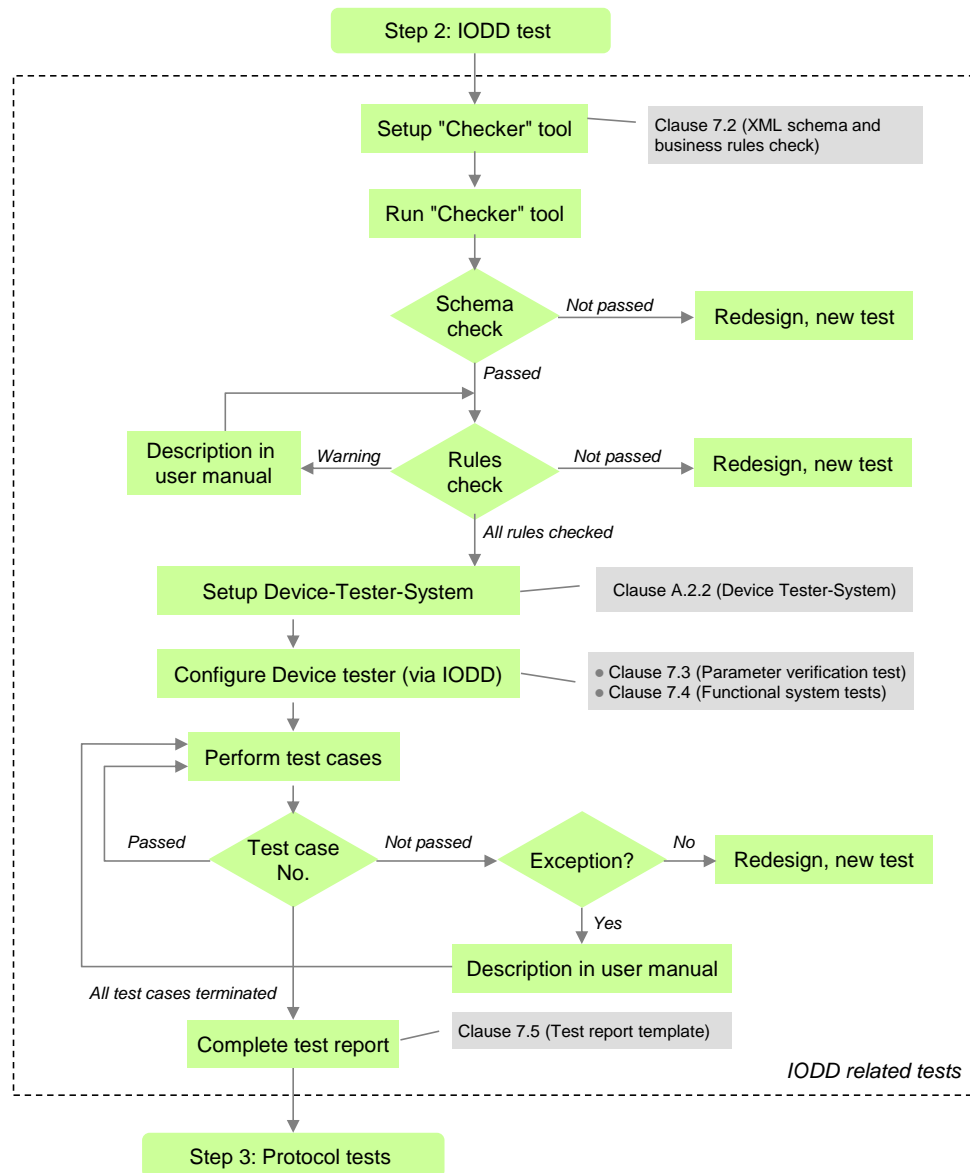 Step 2: IODD test
Setup "Checker" tool
Clause 7.2 (XML schema and
business rules check)
Run "Checker" tool
Schema
check
Not passed
Redesign, new test
Passed
Description in
user manual
Warning
Rules
check
Not passed
Redesign, new test
All rules checked
Setup Device-Tester-System
Clause A.2.2 (Device Tester-System)
Configure Device tester (via IODD)
● Clause 7.3 (Parameter verification test)
● Clause 7.4 (Functional system tests)
Perform test cases
Passed
Test case
No.
Not passed
Exception?
No
Redesign, new test
Yes
Description in user manual
All test cases terminated
Complete test report
Clause 7.5 (Test report template)
IODD related tests
Step 3: Protocol tests